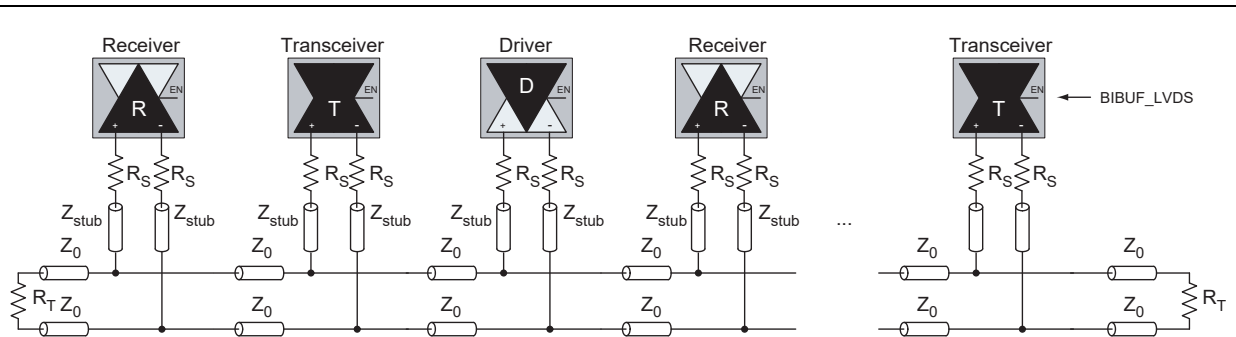 Receiver Transceiver Driver Receiver Transceiver
EN EN EN EN EN
R T D R T
BIBUF_LVDS
+ - + - + - + - + -
RS RS RS RS RS RS RS RS RS RS
Zstub Zstub Zstub Zstub Zstub Zstub ...
Z0 Z0 Z0 Z0 Z0 Z0
RT RT
Z0 Z0 Z0 Z0 Z0 Z0